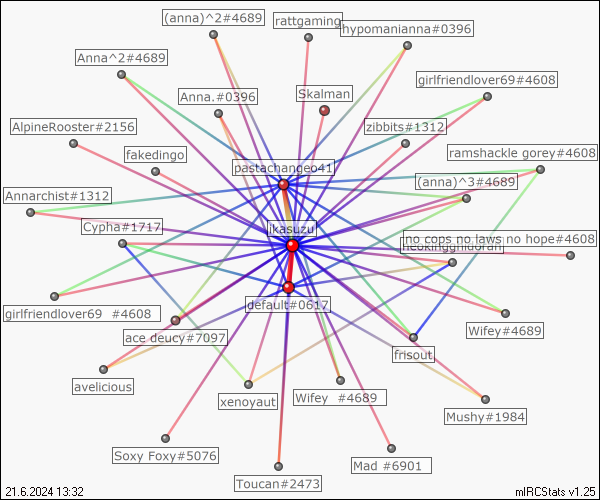 (anna)^2#4689
rattgaming
hypomanianna#0396
Anna^2#4689
girlfriendlover69#4608
Anna.#0396
Skalman
AlpineRooster#2156
zibbits#1312
fakedingo
ramshackle gorey#4608
pastachangeo41
(anna)^3#4689
Annarchist#1312
Cypha#1717
ikasuzu
no cops no laws no hope#4608
girlfriendlover69 #4608
default#0617
ace deucy#7097
Wifey#4689
frisout
avelicious
xenoyaut
Wifey #4689
Mushy#1984
Soxy Foxy#5076
Mad #6901
Toucan#2473
21.6.2024 13:32
mIRCStats v1.25